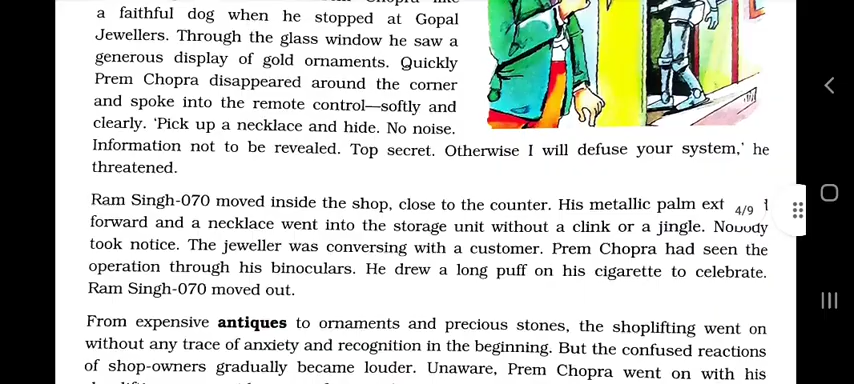 a faithful dog when he stopped at Gopal
Jewellers. Through the glass window he saw a
generous display of gold ornaments. Quickly
Prem Chopra disappeared around the corner
and spoke into the remote control—softly and
clearly. 'Pick up a necklace and hide. No noise.
Information not to be revealed. Top secret. Otherwise I will defuse your system,' he
threatened.
Ram Singh-070 moved inside the shop, close to the counter. His metallic palm ext
4/9
forward and a necklace went into the storage unit without a clink or a jingle. Nobody
took notice. The jeweller was conversing with a customer. Prem Chopra had seen the
operation through his binoculars. He drew a long puff on his cigarette to celebrate.
Ram Singh-070 moved out.
From expensive antiques to ornaments and precious stones, the shoplifting went on
without any trace of anxiety and recognition in the beginning. But the confused reactions
of shop-owners gradually became louder. Unaware, Prem Chopra went on with his